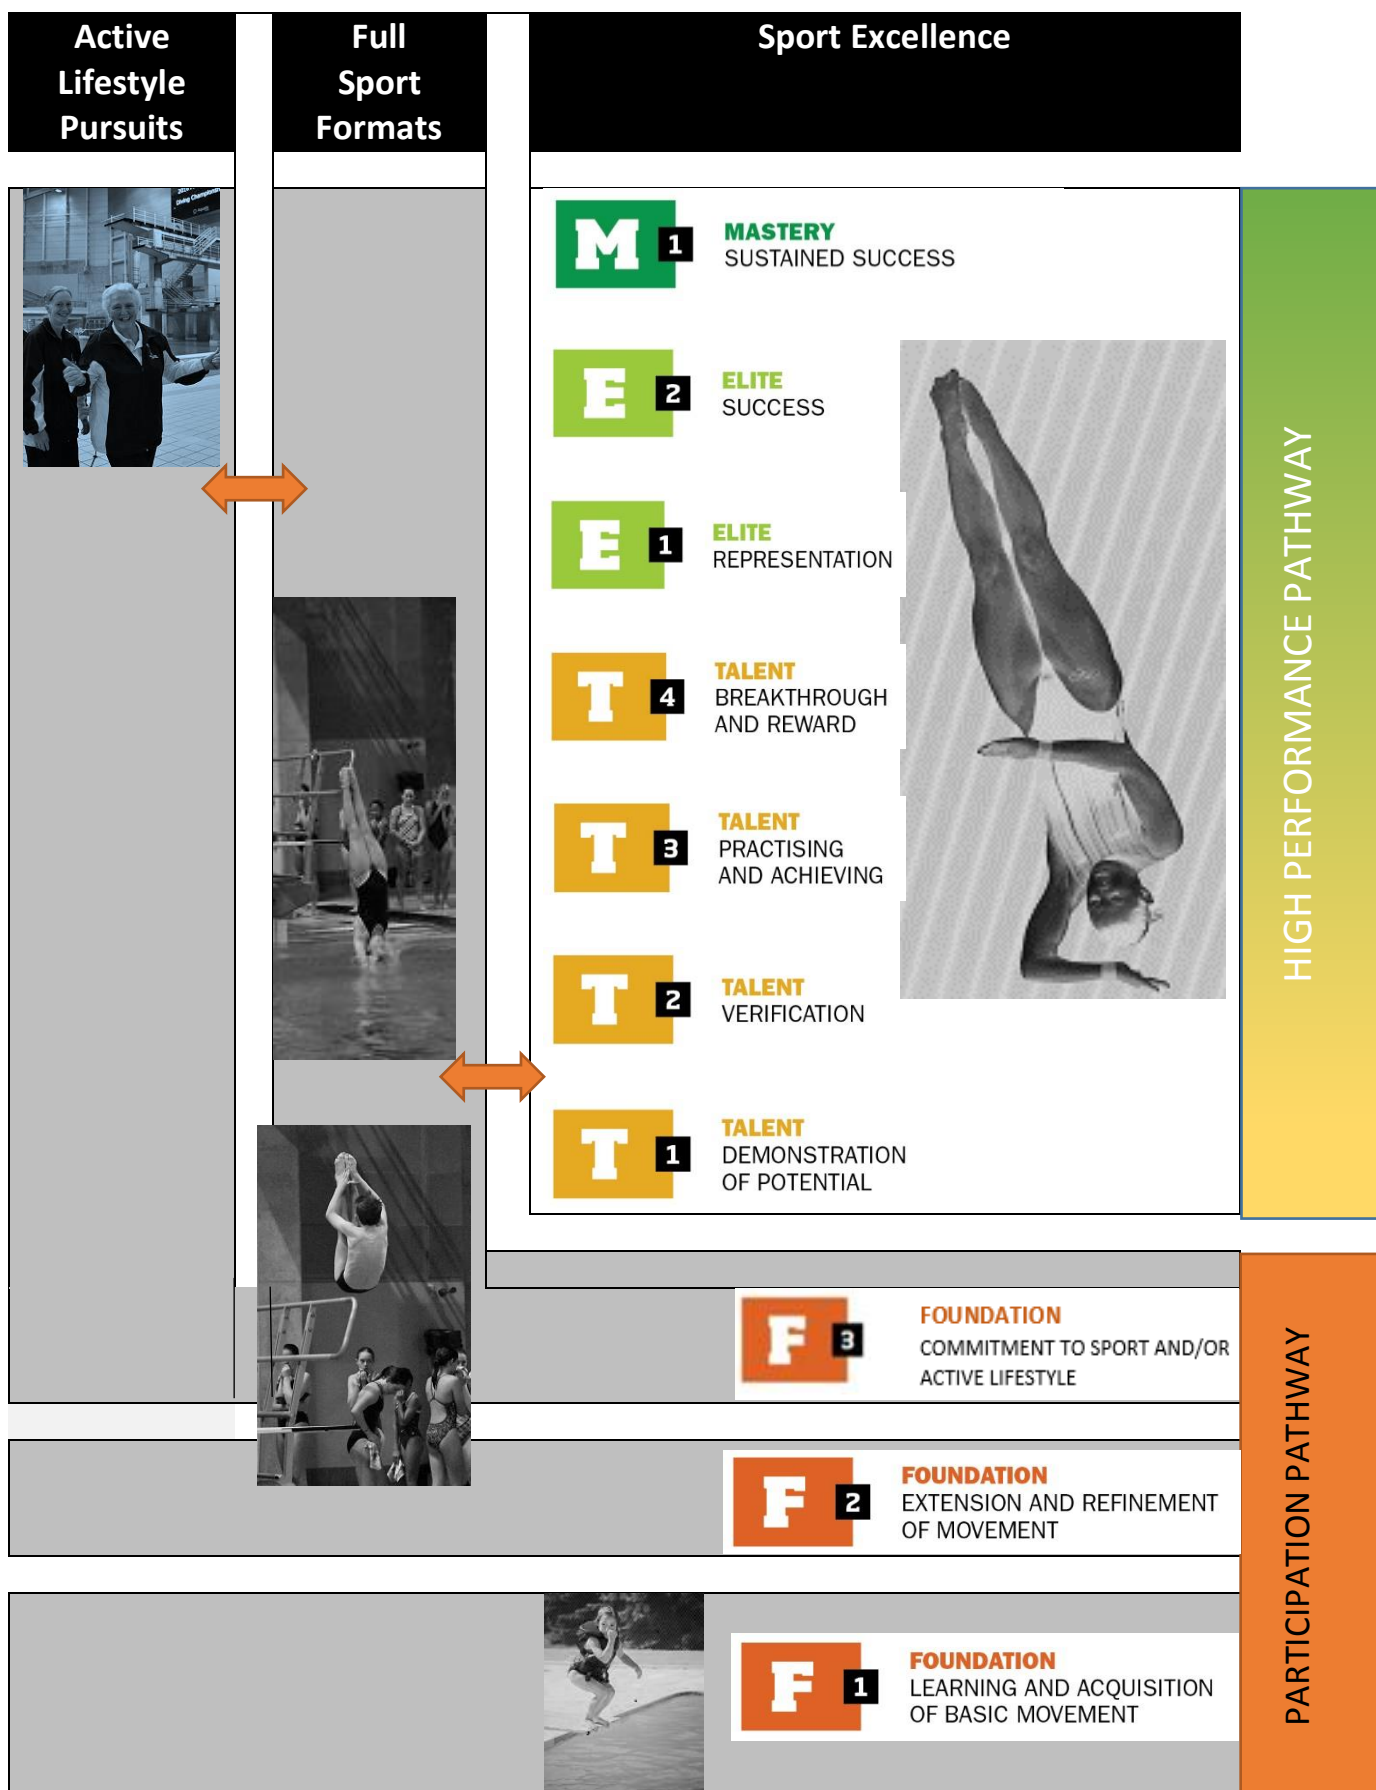 Active
Lifestyle
Pursuits
Full
Sport
Formats
Sport Excellence
M 1
MASTERY
SUSTAINED SUCCESS
E 2
ELITE
SUCCESS
E 1
ELITE
REPRESENTATION
T 4
TALENT
BREAKTHROUGH
AND REWARD
T 3
TALENT
PRACTISING
AND ACHIEVING
T 2
TALENT
VERIFICATION
T 1
TALENT
DEMONSTRATION
OF POTENTIAL
HIGH PERFORMANCE PATHWAY
F 3
FOUNDATION
COMMITMENT TO SPORT AND/OR
ACTIVE LIFESTYLE
F 2
FOUNDATION
EXTENSION AND REFINEMENT
OF MOVEMENT
F 1
FOUNDATION
LEARNING AND ACQUISITION
OF BASIC MOVEMENT
PARTICIPATION PATHWAY